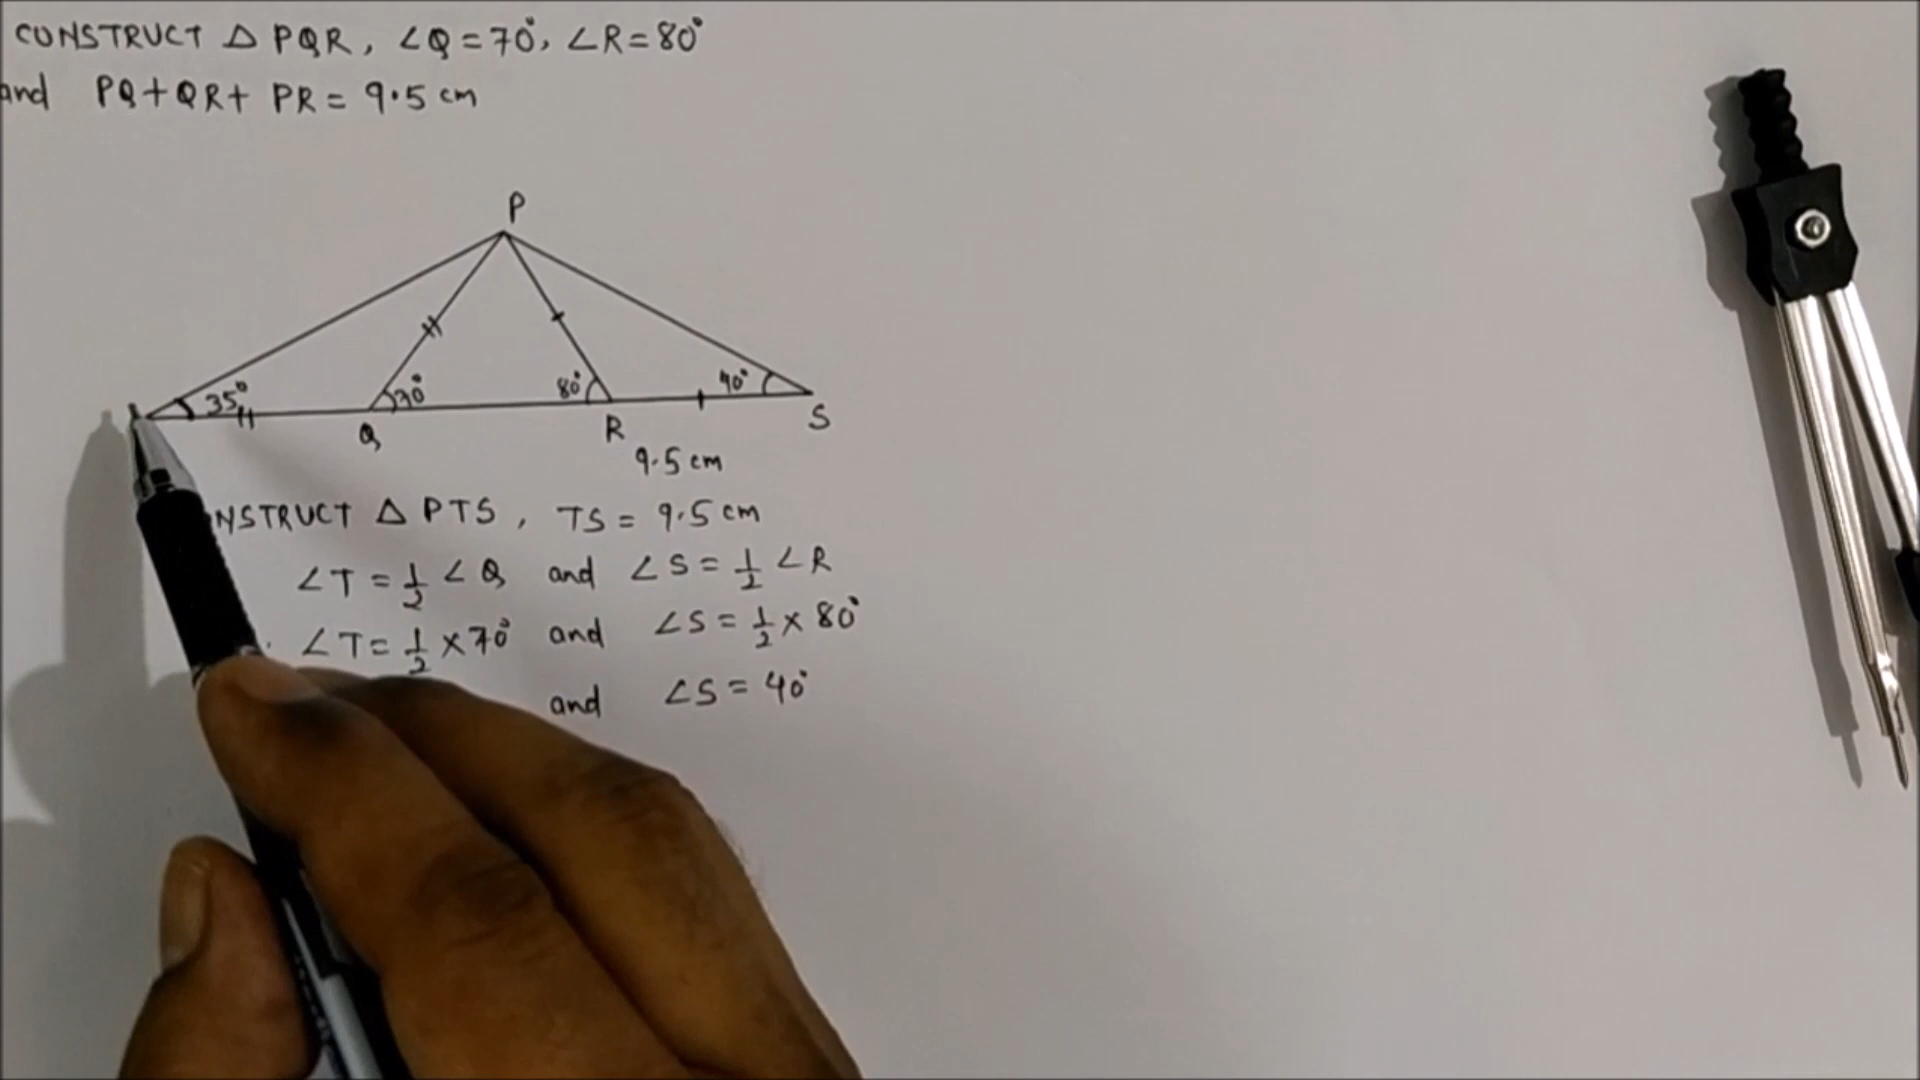 CONSTRUCT △ PQR, ∠Q=70°, ∠R=80°
and PQ+QR+ PR = 9.5 cm
P
35° 70° 80° 40°
Q R S
9.5 cm
NSTRUCT △ PTS, TS = 9.5 cm
∠T = 1/2 ∠Q and ∠S = 1/2 ∠R
∠T = 1/2 × 70° and ∠S = 1/2 × 80°
and ∠S = 40°